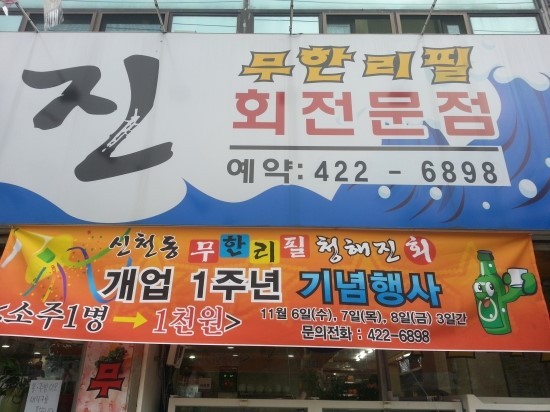 진
무한리필
회전문점
예약: 422 - 6898
신천동 무한리필 청해진회
개업 1주년 기념행사
<소주1병 → 1천원>
11월 6일(수), 7일(목), 8일(금) 3일간
문의전화 : 422-6898
무